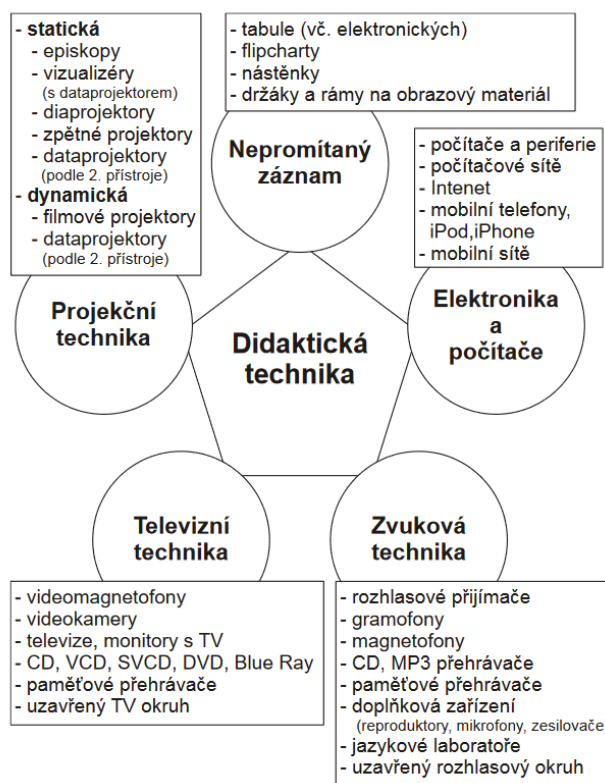 - statická
- episkopy
- vizualizéry
(s dataprojektorem)
- diaprojektory
- zpětné projektory
- dataprojektory
(podle 2. přístroje)
- dynamická
- filmové projektory
- dataprojektory
(podle 2. přístroje)
Projekční
technika
- tabule (vč. elektronických)
- flipcharty
- nástěnky
- držáky a rámy na obrazový materiál
Nepromítaný
záznam
- počítače a periferie
- počítačové sítě
- Intenet
- mobilní telefony,
iPod,iPhone
- mobilní sítě
Elektronika
a
počítače
Didaktická
technika
Televizní
technika
- videomagnetofony
- videokamery
- televize, monitory s TV
- CD, VCD, SVCD, DVD, Blue Ray
- paměťové přehrávače
- uzavřený TV okruh
Zvuková
technika
- rozhlasové přijímače
- gramofony
- magnetofony
- CD, MP3 přehrávače
- paměťové přehrávače
- doplňková zařízení
(reproduktory, mikrofony, zesilovače
- jazykové laboratoře
- uzavřený rozhlasový okruh